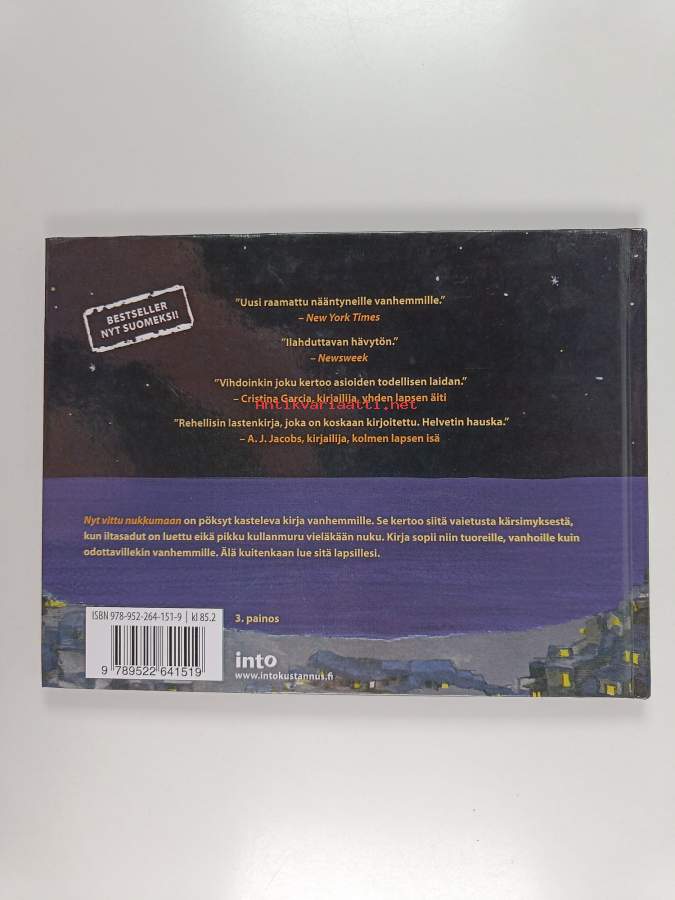 BESTSELLER
NYT SUOMEKSI!
”Uusi raamattu nääntyneille vanhemmille.”
– New York Times
”Ilahduttavan hävytön.”
– Newsweek
”Vihdoinkin joku kertoo asioiden todellisen laidan.”
– Cristina Garcia, kirjailija, yhden lapsen äiti
Antikvariaatti.net
”Rehellisin lastenkirja, joka on koskaan kirjoitettu. Helvetin hauska.”
– A. J. Jacobs, kirjailija, kolmen lapsen isä
Nyt vittu nukkumaan on pöksyt kasteleva kirja vanhemmille. Se kertoo siitä vaietusta kärsimyksestä,
kun iltasadut on luettu eikä pikku kullanmuru vieläkään nuku. Kirja sopii niin tuoreille, vanhoille kuin
odottavillekin vanhemmille. Älä kuitenkaan lue sitä lapsillesi.
ISBN 978-952-264-151-9 | kl 85.2
9 789522 641519
3. painos
into
www.intokustannus.fi